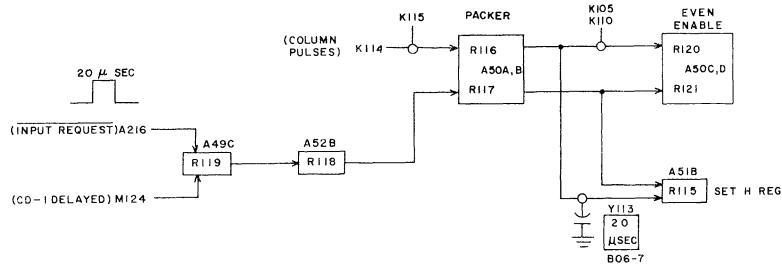 PACKER
K105
K110
EVEN
ENABLE
K115
(COLUMN
PULSES)
K114
R116
A50A,B
R117
R120
A50C,D
R121
20 μ SEC
(INPUT REQUEST)A216
A49C
R119
A52B
R118
(CD-1 DELAYED) M124
A51B
R115
SET H REG
Y113
20
μSEC
B06-7